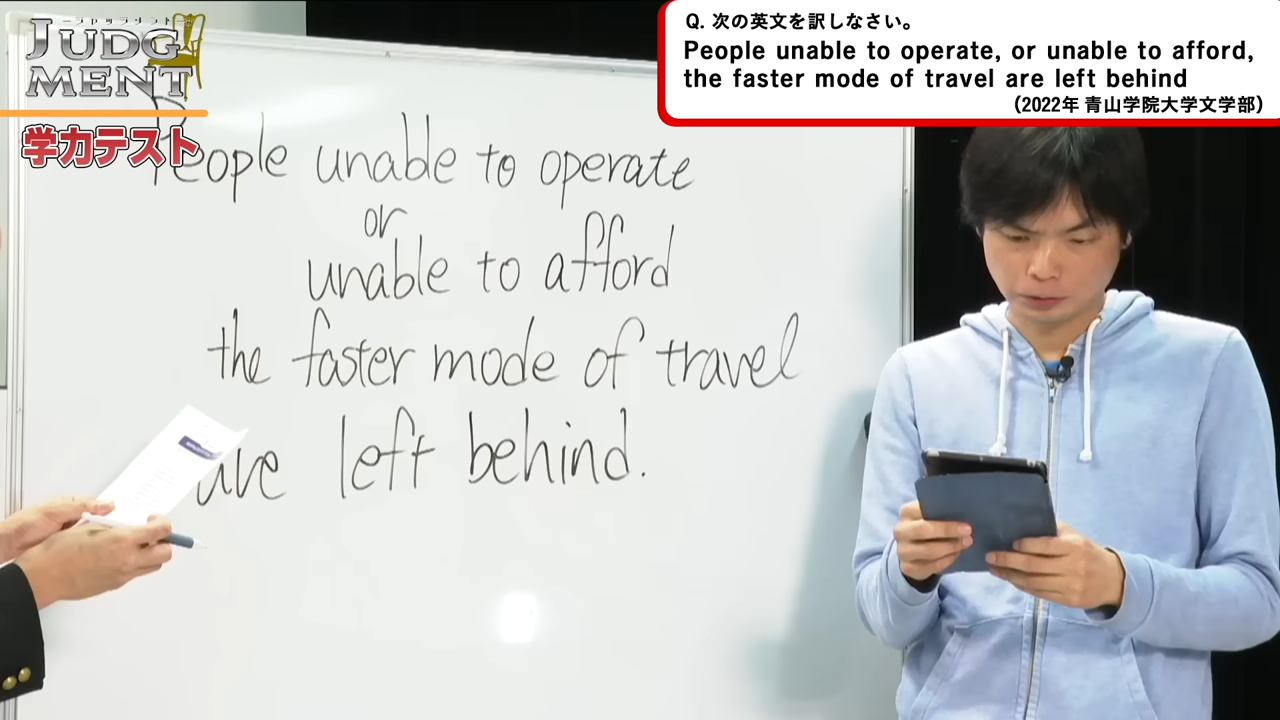 JUDG
MENT
学力テスト
Q. 次の英文を訳しなさい。
People unable to operate, or unable to afford,
the faster mode of travel are left behind
(2022年 青山学院大学文学部)
People unable to operate
or
unable to afford
the faster mode of travel
are left behind.